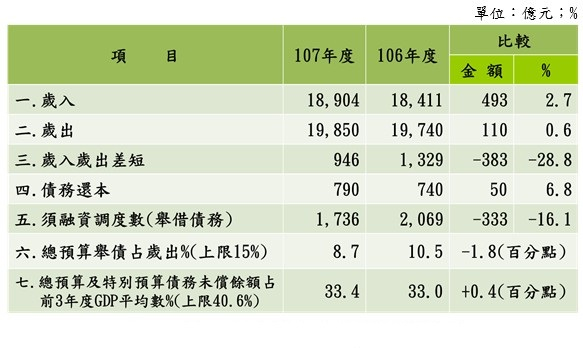 單位：億元；%
項　　目 107年度 106年度 比較
金 額 %
一.歲入 18,904 18,411 493 2.7
二.歲出 19,850 19,740 110 0.6
三.歲入歲出差短 946 1,329 -383 -28.8
四.債務還本 790 740 50 6.8
五.須融資調度數(舉借債務) 1,736 2,069 -333 -16.1
六.總預算舉債占歲出%(上限15%) 8.7 10.5 -1.8(百分點)
七.總預算及特別預算債務未償餘額占
前3年度GDP平均數%(上限40.6%) 33.4 33.0 +0.4(百分點)